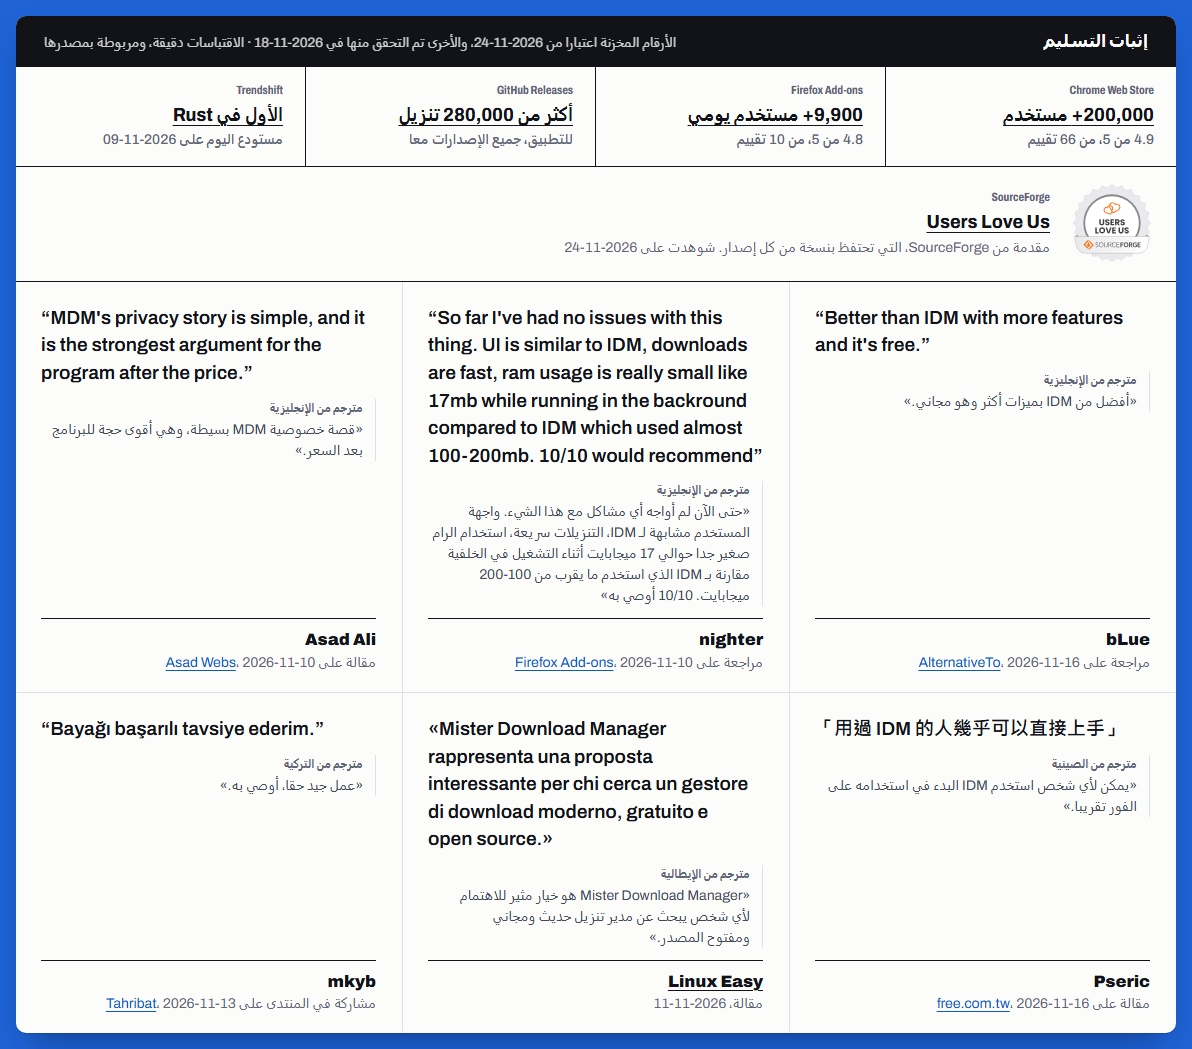 إثبات التسليم
الأرقام المخزنة اعتبارا من 24-11-2026، والأخرى تم التحقق منها في 18-11-2026 · الاقتباسات دقيقة، ومربوطة بمصدرها
Chrome Web Store
200,000+ مستخدم
4.9 من 5، من 66 تقييم
Firefox Add-ons
9,900+ مستخدم يومي
4.8 من 5، من 10 تقييم
GitHub Releases
أكثر من 280,000 تنزيل
للتطبيق، جميع الإصدارات معا
Trendshift
الأول في Rust
مستودع اليوم على 2026-11-09
USERS
LOVE US
SOURCEFORGE
SourceForge
Users Love Us
مقدمة من SourceForge، التي تحتفظ بنسخة من كل إصدار. شوهدت على 2026-11-24
“Better than IDM with more features
and it's free.”
مترجم من الإنجليزية
«أفضل من IDM بميزات أكثر وهو مجاني.»
bLue
مراجعة على AlternativeTo، 2026-11-16
“So far I've had no issues with this
thing. UI is similar to IDM, downloads
are fast, ram usage is really small like
17mb while running in the backround
compared to IDM which used almost
100-200mb. 10/10 would recommend”
مترجم من الإنجليزية
«حتى الآن لم أواجه أي مشاكل مع هذا الشيء. واجهة
المستخدم مشابهة لـ IDM، التنزيلات سريعة، استخدام الرام
صغير جدا حوالي 17 ميجابايت أثناء التشغيل في الخلفية
مقارنة بـ IDM الذي استخدم ما يقرب من 100-200
ميجابايت. 10/10 أوصي به»
nighter
مراجعة على Firefox Add-ons، 2026-11-10
“MDM's privacy story is simple, and it
is the strongest argument for the
program after the price.”
مترجم من الإنجليزية
«قصة خصوصية MDM بسيطة، وهي أقوى حجة للبرنامج
بعد السعر.»
Asad Ali
مقالة على Asad Webs، 2026-11-10
「用過 IDM 的人幾乎可以直接上手」
مترجم من الصينية
«يمكن لأي شخص استخدم IDM البدء في استخدامه على
الفور تقريبا.»
Pseric
مقالة على free.com.tw، 2026-11-16
«Mister Download Manager
rappresenta una proposta
interessante per chi cerca un gestore
di download moderno, gratuito e
open source.»
مترجم من الإيطالية
«Mister Download Manager هو خيار مثير للاهتمام
لأي شخص يبحث عن مدير تنزيل حديث ومجاني
ومفتوح المصدر.»
Linux Easy
مقالة، 2026-11-11
“Bayağı başarılı tavsiye ederim.”
مترجم من التركية
«عمل جيد حقا، أوصي به.»
mkyb
مشاركة في المنتدى على Tahribat، 2026-11-13